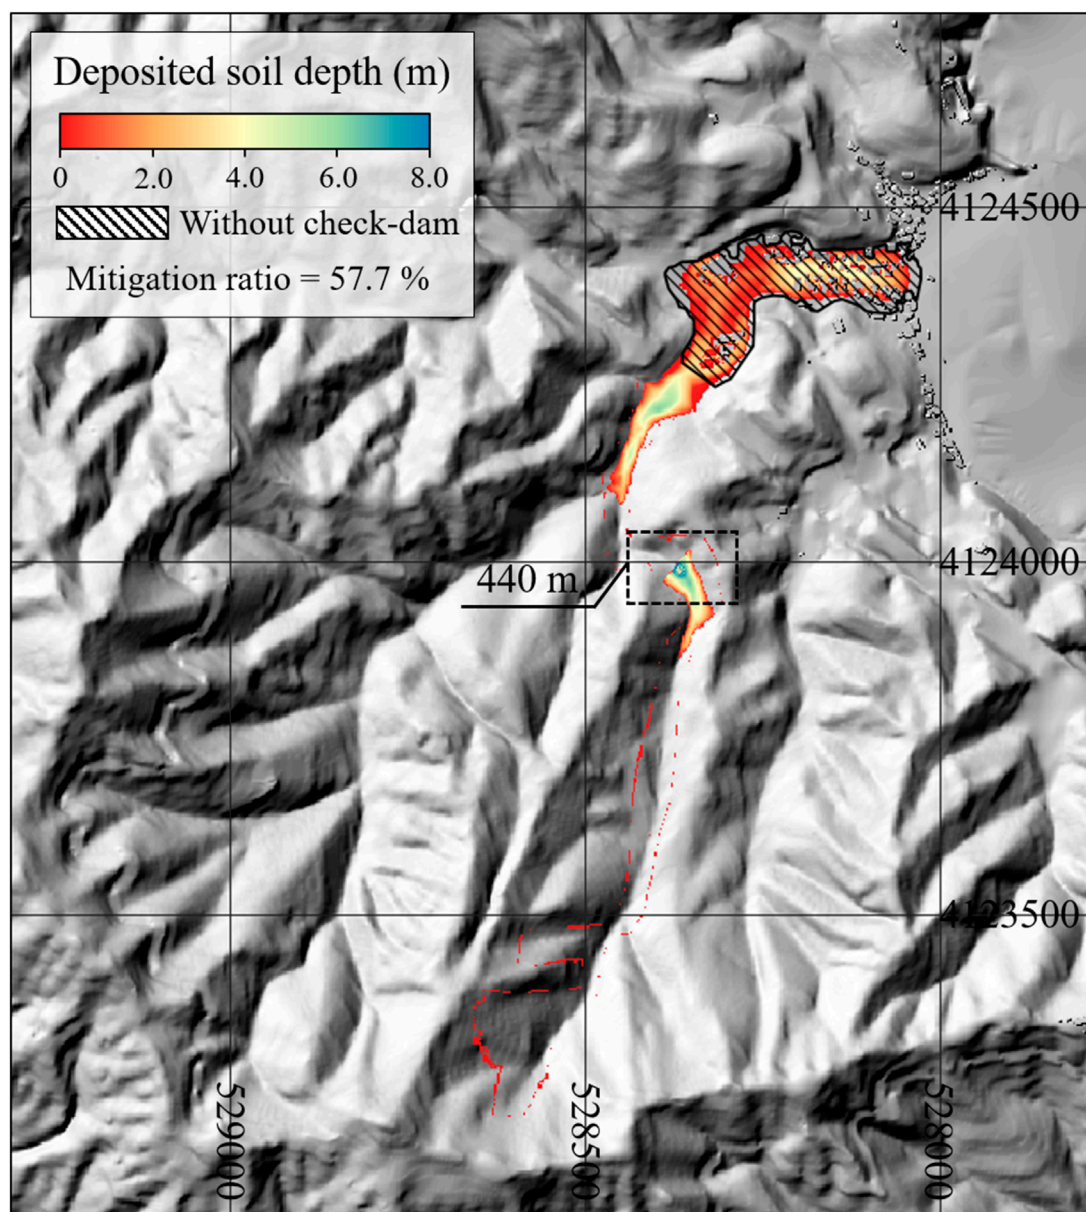 Deposited soil depth (m)
0 2.0 4.0 6.0 8.0
Without check-dam
Mitigation ratio = 57.7 %
4124500
440 m
4124000
4123500
529000
528500
528000